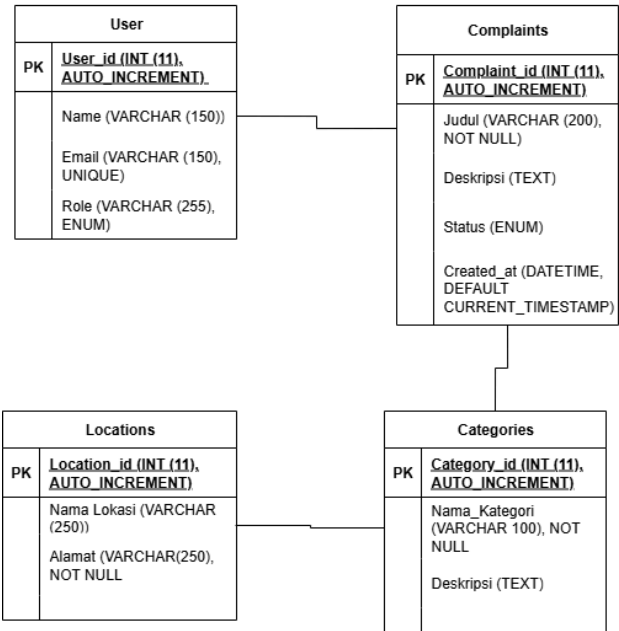 User
PK
User_id (INT (11),
AUTO_INCREMENT)
Name (VARCHAR (150))
Email (VARCHAR (150),
UNIQUE)
Role (VARCHAR (255),
ENUM)
Complaints
PK
Complaint_id (INT (11),
AUTO_INCREMENT)
Judul (VARCHAR (200),
NOT NULL)
Deskripsi (TEXT)
Status (ENUM)
Created_at (DATETIME,
DEFAULT
CURRENT_TIMESTAMP)
Locations
PK
Location_id (INT (11),
AUTO_INCREMENT)
Nama Lokasi (VARCHAR
(250))
Alamat (VARCHAR(250),
NOT NULL
Categories
PK
Category_id (INT (11),
AUTO_INCREMENT)
Nama_Kategori
(VARCHAR 100), NOT
NULL
Deskripsi (TEXT)